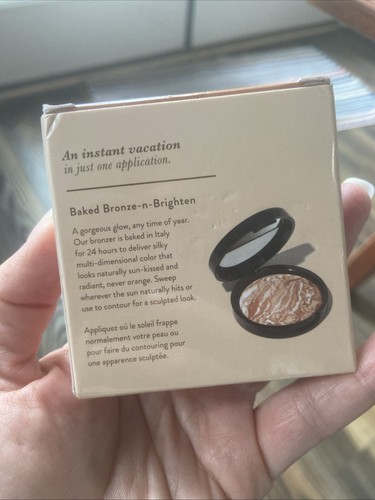 An instant vacation
in just one application.
Baked Bronze-n-Brighten
A gorgeous glow, any time of year.
Our bronzer is baked in Italy
for 24 hours to deliver silky
multi-dimensional color that
looks naturally sun-kissed and
radiant, never orange. Sweep
wherever the sun naturally hits or
use to contour for a sculpted look.
Appliquez où le soleil frappe
normalement votre peau ou
pour faire du contouring pour
une apparence sculptée.